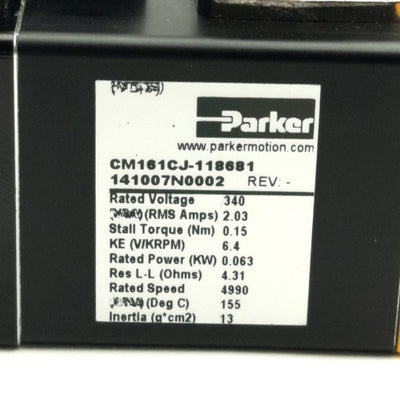 Parker
www.parkermotion.com
CM161CJ-118681
141007N0002 REV: -
Rated Voltage 340
(RMS Amps) 2.03
Stall Torque (Nm) 0.15
KE (V/KRPM) 6.4
Rated Power (KW) 0.063
Res L-L (Ohms) 4.31
Rated Speed 4990
(Deg C) 155
Inertia (g*cm2) 13